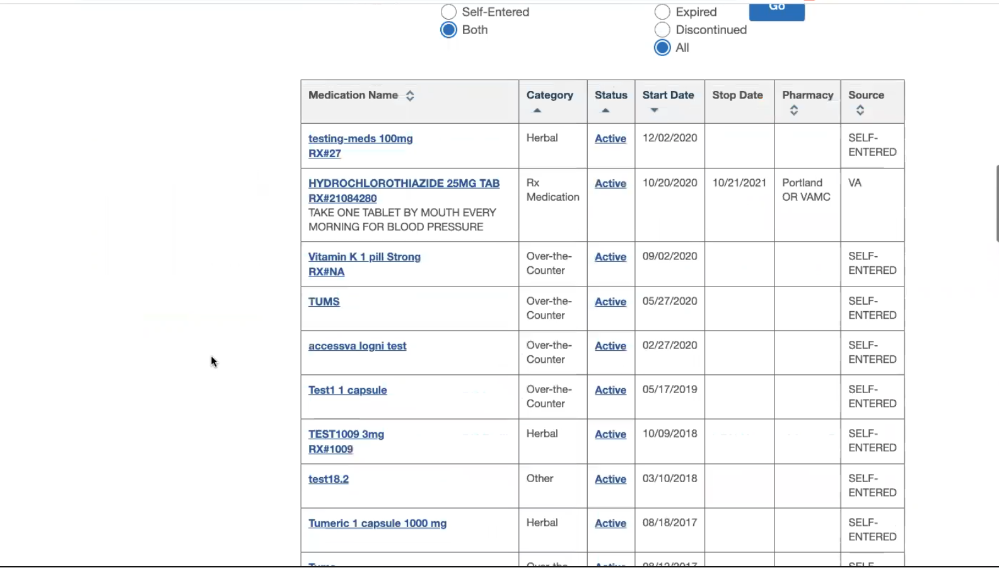 Self-Entered
Expired
Go
Both
Discontinued
All
Medication Name
Category
Status
Start Date
Stop Date
Pharmacy
Source
testing-meds 100mg
RX#27
Herbal
Active
12/02/2020
SELF-
ENTERED
HYDROCHLOROTHIAZIDE 25MG TAB
RX#21084280
TAKE ONE TABLET BY MOUTH EVERY
MORNING FOR BLOOD PRESSURE
Rx
Medication
Active
10/20/2020
10/21/2021
Portland
OR VAMC
VA
Vitamin K 1 pill Strong
RX#NA
Over-the-
Counter
Active
09/02/2020
SELF-
ENTERED
TUMS
Over-the-
Counter
Active
05/27/2020
SELF-
ENTERED
accessva logni test
Over-the-
Counter
Active
02/27/2020
SELF-
ENTERED
Test1 1 capsule
Over-the-
Counter
Active
05/17/2019
SELF-
ENTERED
TEST1009 3mg
RX#1009
Herbal
Active
10/09/2018
SELF-
ENTERED
test18.2
Other
Active
03/10/2018
SELF-
ENTERED
Tumeric 1 capsule 1000 mg
Herbal
Active
08/18/2017
SELF-
ENTERED